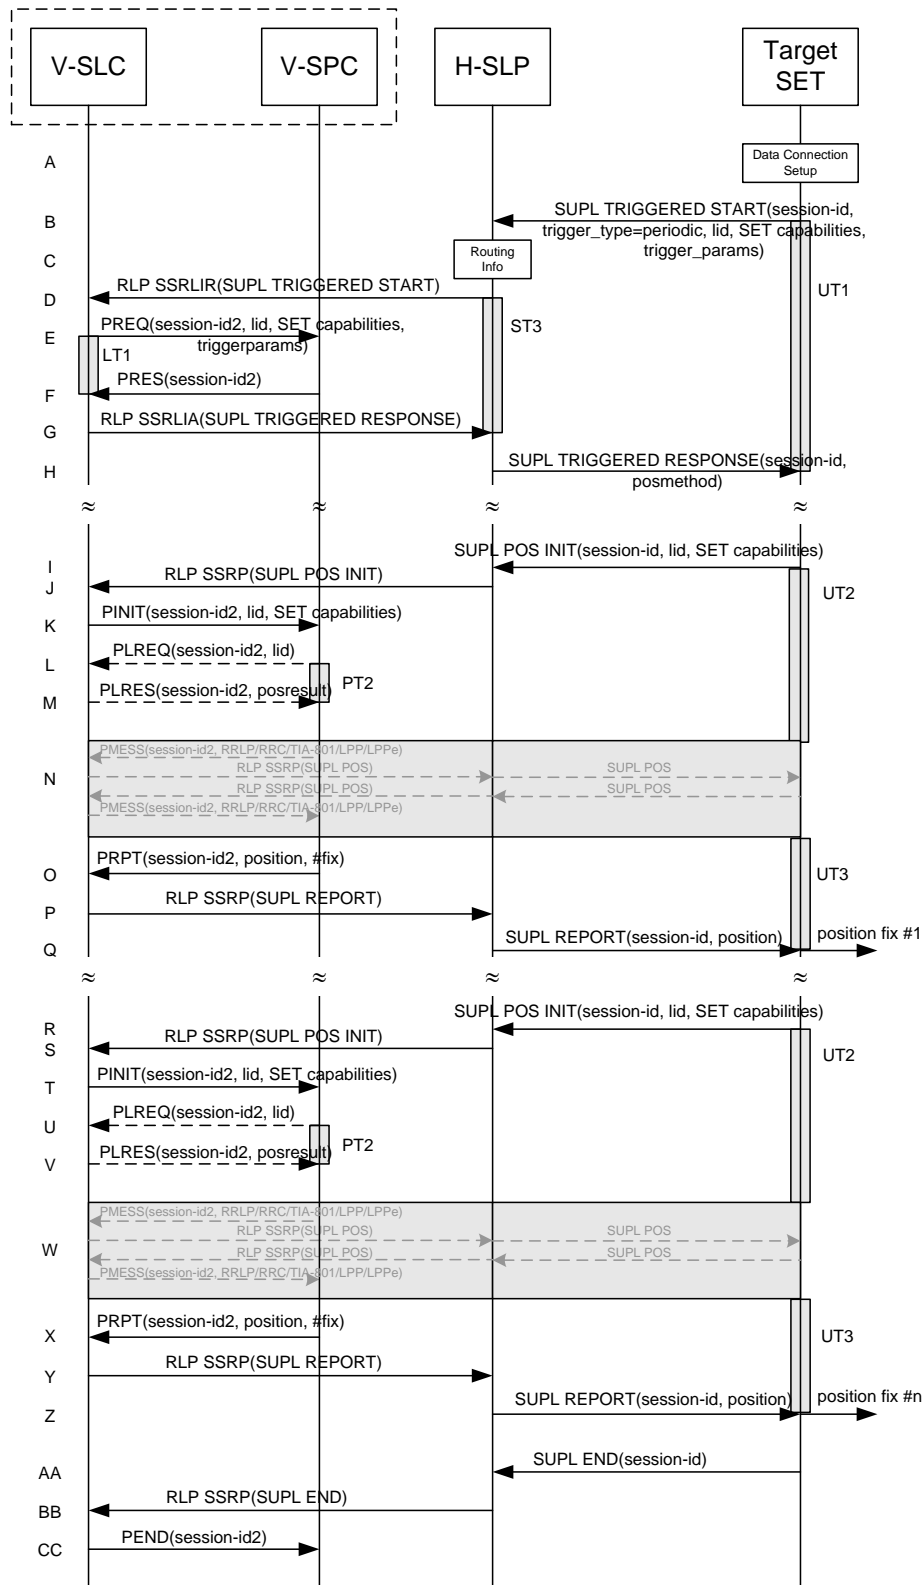 V-SLC
V-SPC
H-SLP
Target
SET
A
Data Connection
Setup
B
SUPL TRIGGERED START(session-id,
trigger_type=periodic, lid, SET capabilities,
trigger_params)
C
Routing
Info
UT1
D
RLP SSRLIR(SUPL TRIGGERED START)
ST3
E
PREQ(session-id2, lid, SET capabilities,
triggerparams)
LT1
F
PRES(session-id2)
G
RLP SSRLIA(SUPL TRIGGERED RESPONSE)
H
SUPL TRIGGERED RESPONSE(session-id,
posmethod)
≈ ≈ ≈ ≈
I
SUPL POS INIT(session-id, lid, SET capabilities)
J
RLP SSRP(SUPL POS INIT)
UT2
K
PINIT(session-id2, lid, SET capabilities)
L
PLREQ(session-id2, lid)
PT2
M
PLRES(session-id2, posresult)
N
PMESS(session-id2, RRLP/RRC/TIA-801/LPP/LPPe)
RLP SSRP(SUPL POS)
SUPL POS
RLP SSRP(SUPL POS)
SUPL POS
PMESS(session-id2, RRLP/RRC/TIA-801/LPP/LPPe)
O
PRPT(session-id2, position, #fix)
UT3
P
RLP SSRP(SUPL REPORT)
Q
SUPL REPORT(session-id, position)
position fix #1
≈ ≈ ≈ ≈
R
SUPL POS INIT(session-id, lid, SET capabilities)
S
RLP SSRP(SUPL POS INIT)
UT2
T
PINIT(session-id2, lid, SET capabilities)
U
PLREQ(session-id2, lid)
PT2
V
PLRES(session-id2, posresult)
W
PMESS(session-id2, RRLP/RRC/TIA-801/LPP/LPPe)
RLP SSRP(SUPL POS)
SUPL POS
RLP SSRP(SUPL POS)
SUPL POS
PMESS(session-id2, RRLP/RRC/TIA-801/LPP/LPPe)
X
PRPT(session-id2, position, #fix)
UT3
Y
RLP SSRP(SUPL REPORT)
Z
SUPL REPORT(session-id, position)
position fix #n
AA
SUPL END(session-id)
BB
RLP SSRP(SUPL END)
CC
PEND(session-id2)